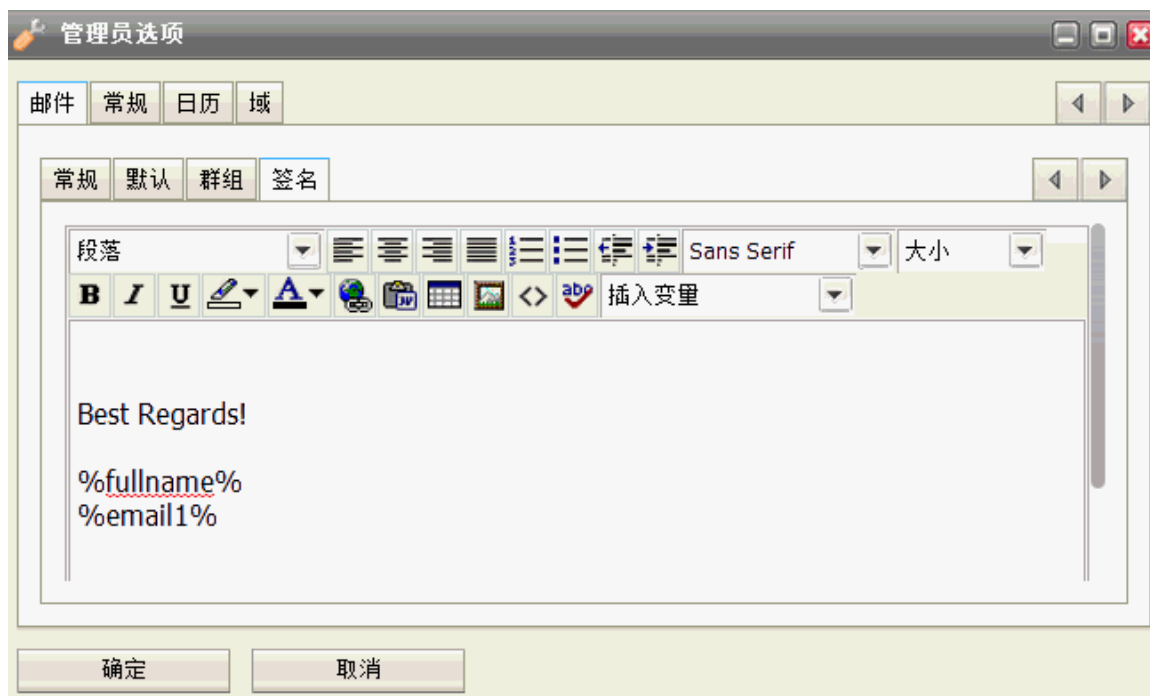 管理员选项
邮件 常规 日历 域
常规 默认 群组 签名
段落 Sans Serif 大小
B I U A 插入变量
Best Regards!
%fullname%
%email1%
确定 取消